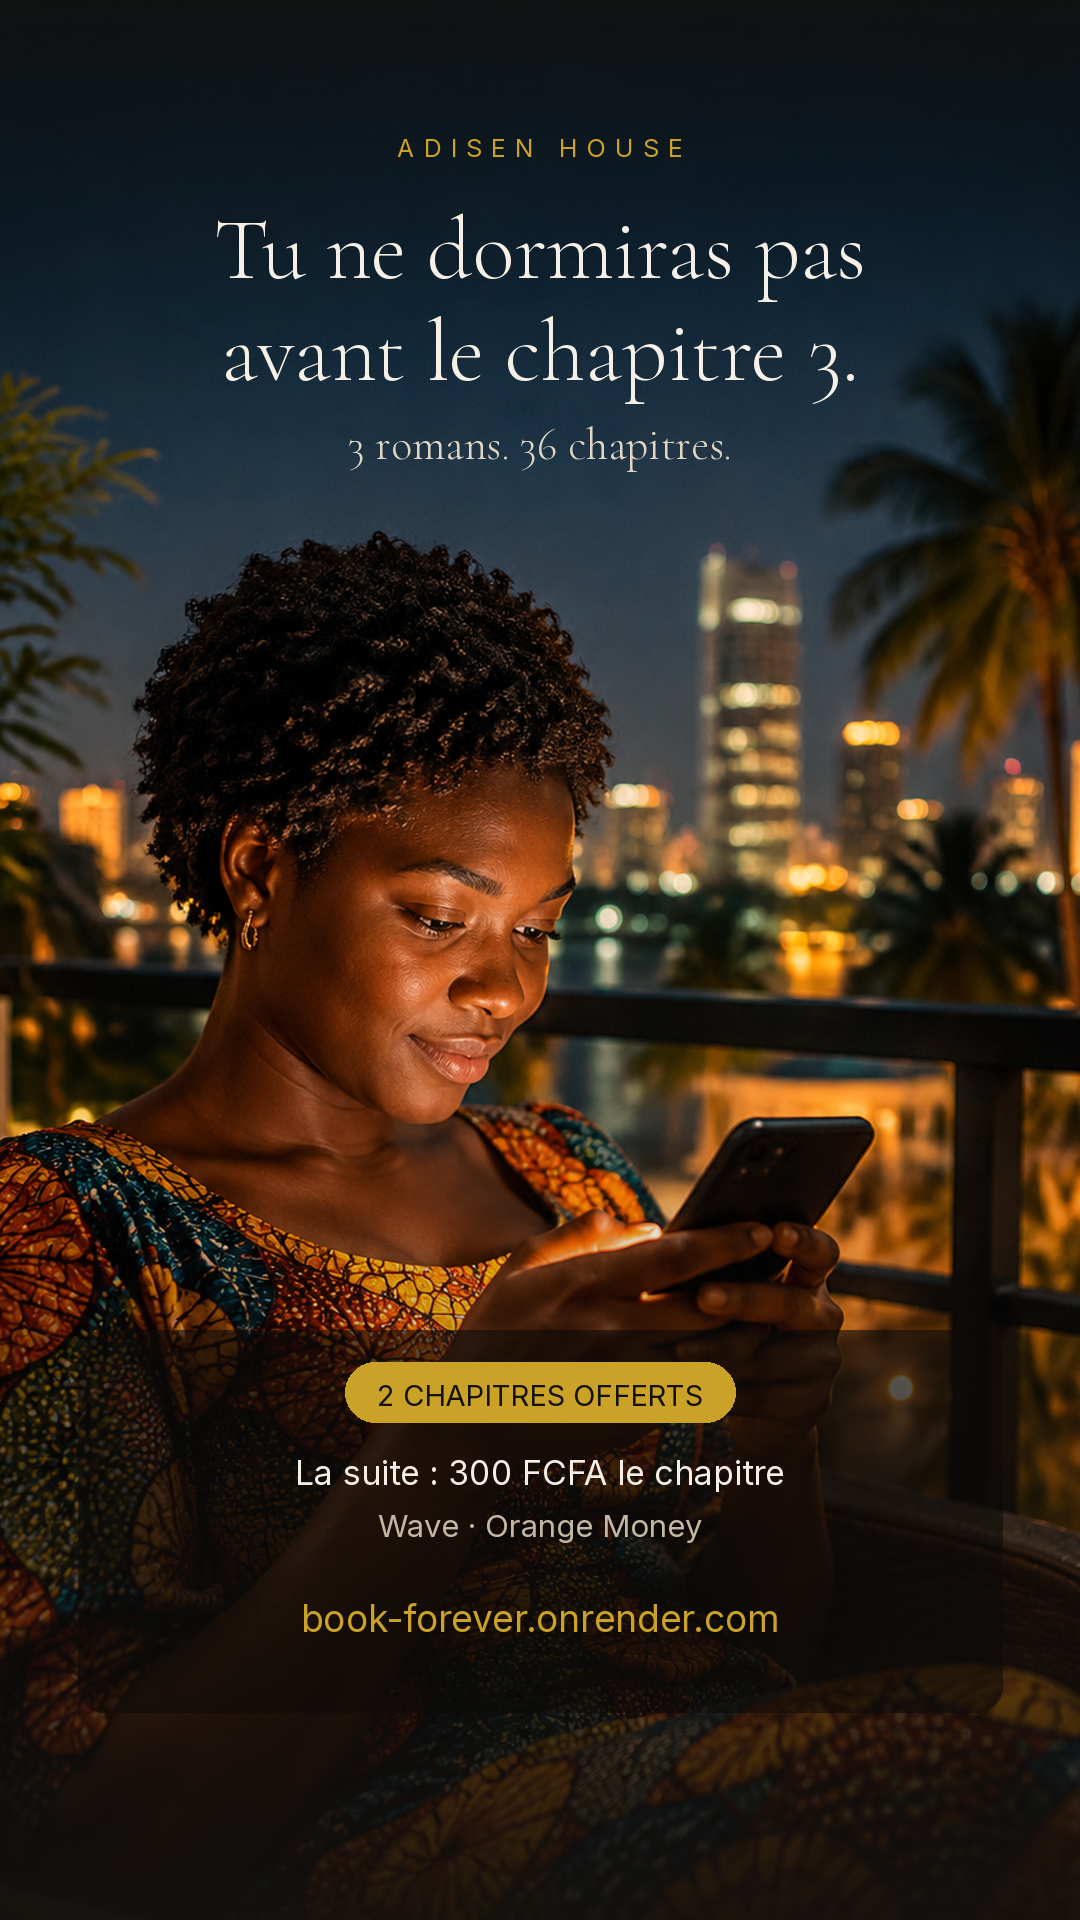 ADISEN HOUSE
Tu ne dormiras pas
avant le chapitre 3.
3 romans. 36 chapitres.
2 CHAPITRES OFFERTS
La suite : 300 FCFA le chapitre
Wave · Orange Money
book-forever.onrender.com